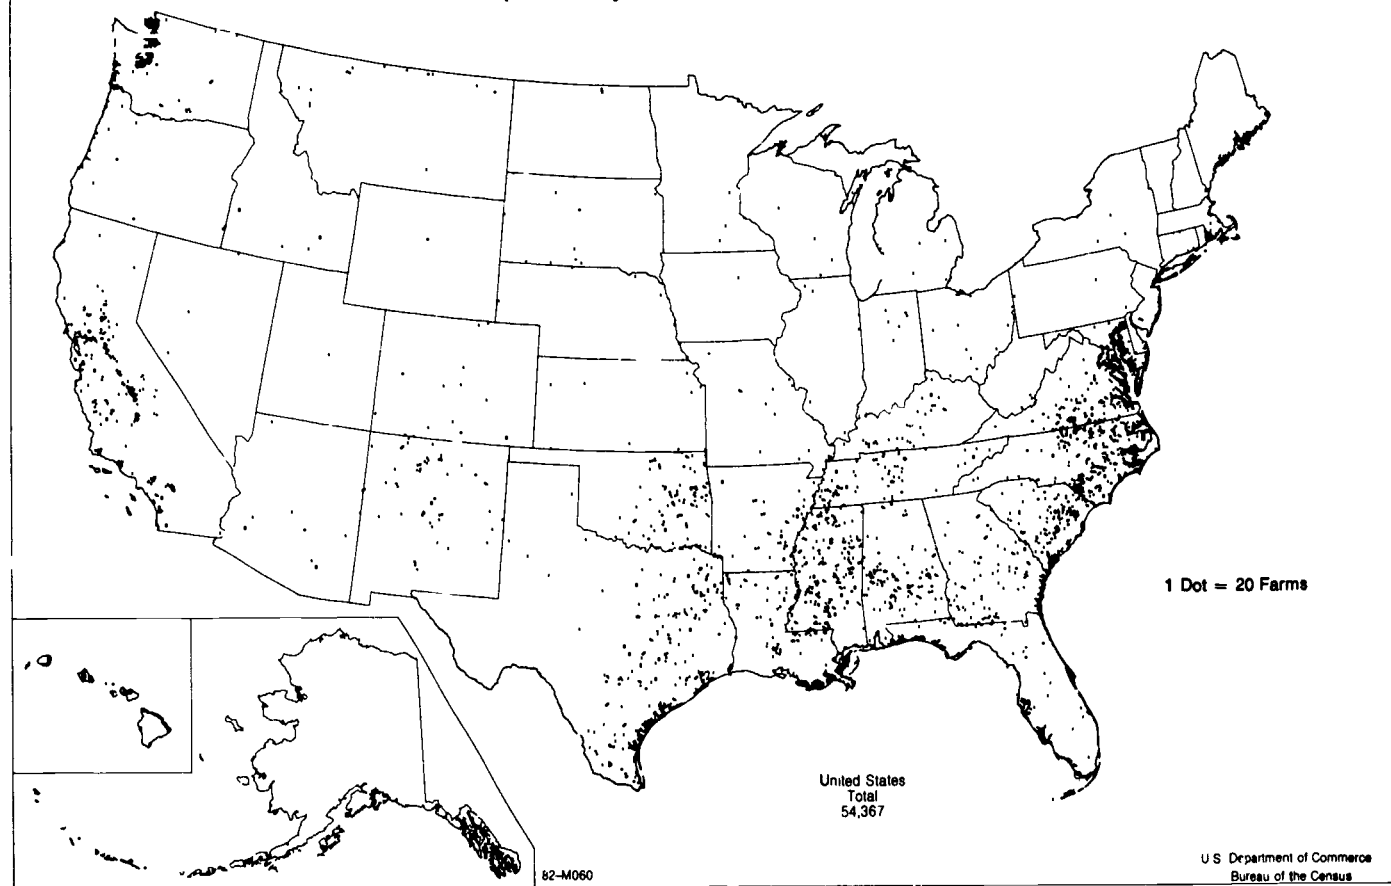 1 Dot = 20 Farms
United States
Total
54,367
82-M060
U S Department of Commerce
Bureau of the Census